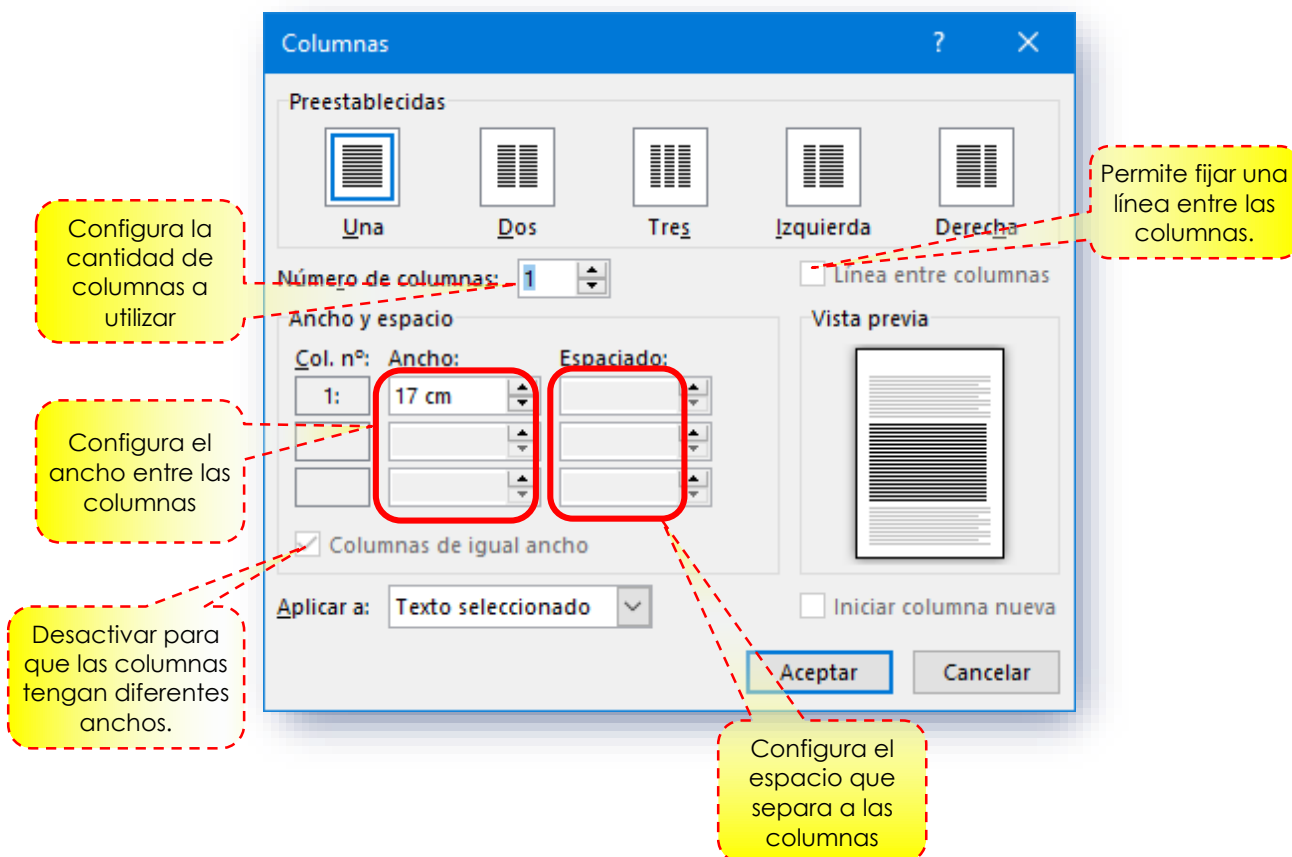 Columnas ? ×
Preestablecidas
Una Dos Tres Izquierda Derecha
Permite fijar una
línea entre las
columnas.
Configura la
cantidad de
columnas a
utilizar
Número de columnas: 1
Línea entre columnas
Ancho y espacio
Col. nº: Ancho: Espaciado:
1: 17 cm
Vista previa
Configura el
ancho entre las
columnas
Columnas de igual ancho
Aplicar a: Texto seleccionado
Iniciar columna nueva
Desactivar para
que las columnas
tengan diferentes
anchos.
Aceptar Cancelar
Configura el
espacio que
separa a las
columnas